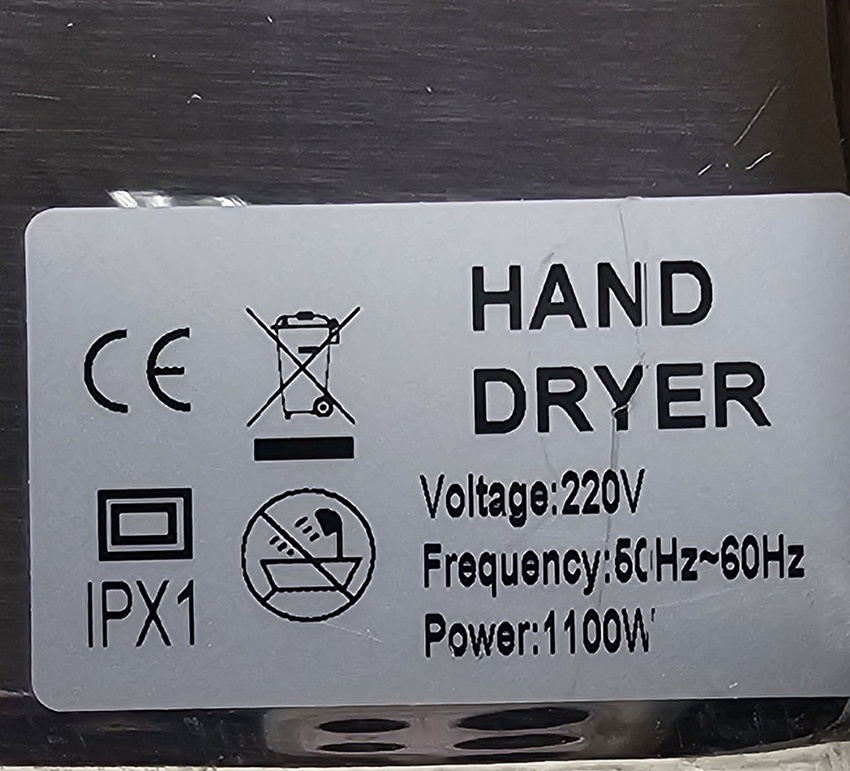 CE
IPX1
HAND
DRYER
Voltage:220V
Frequency:50Hz~60Hz
Power:1100W